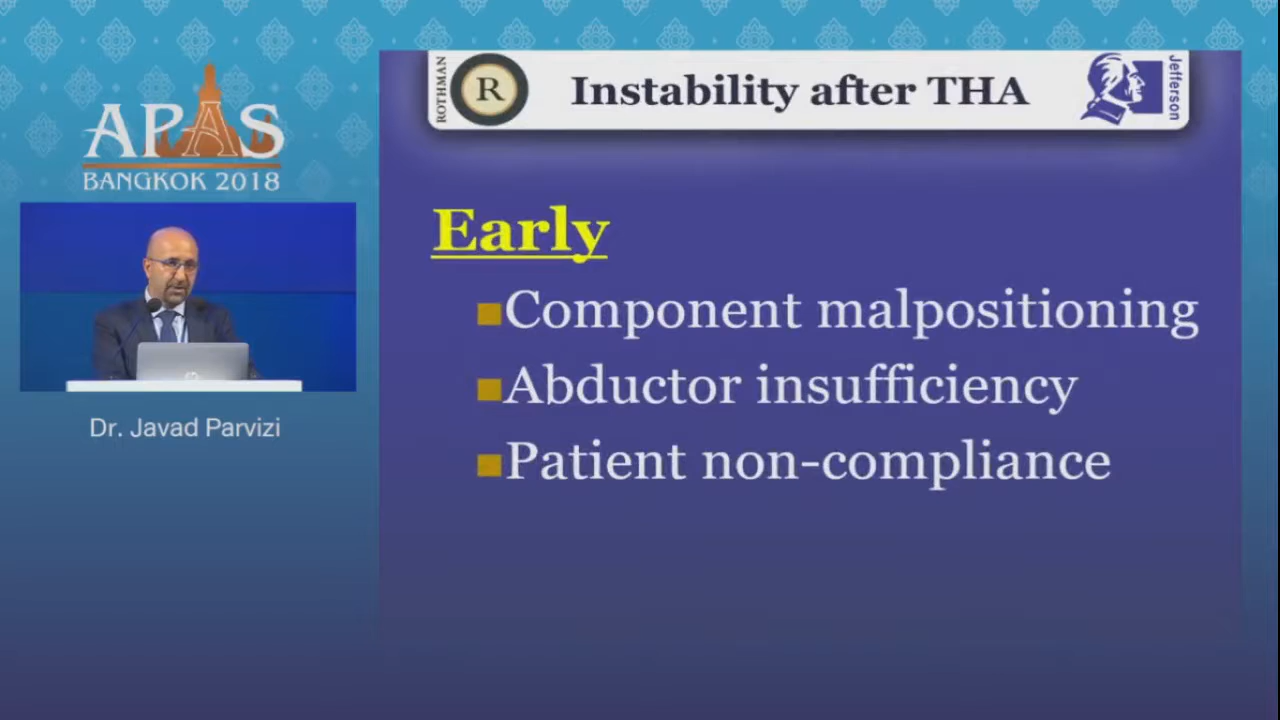 APAS
BANGKOK 2018
Dr. Javad Parvizi
ROTHMAN
R
Instability after THA
Jefferson
Early
Component malpositioning
Abductor insufficiency
Patient non-compliance